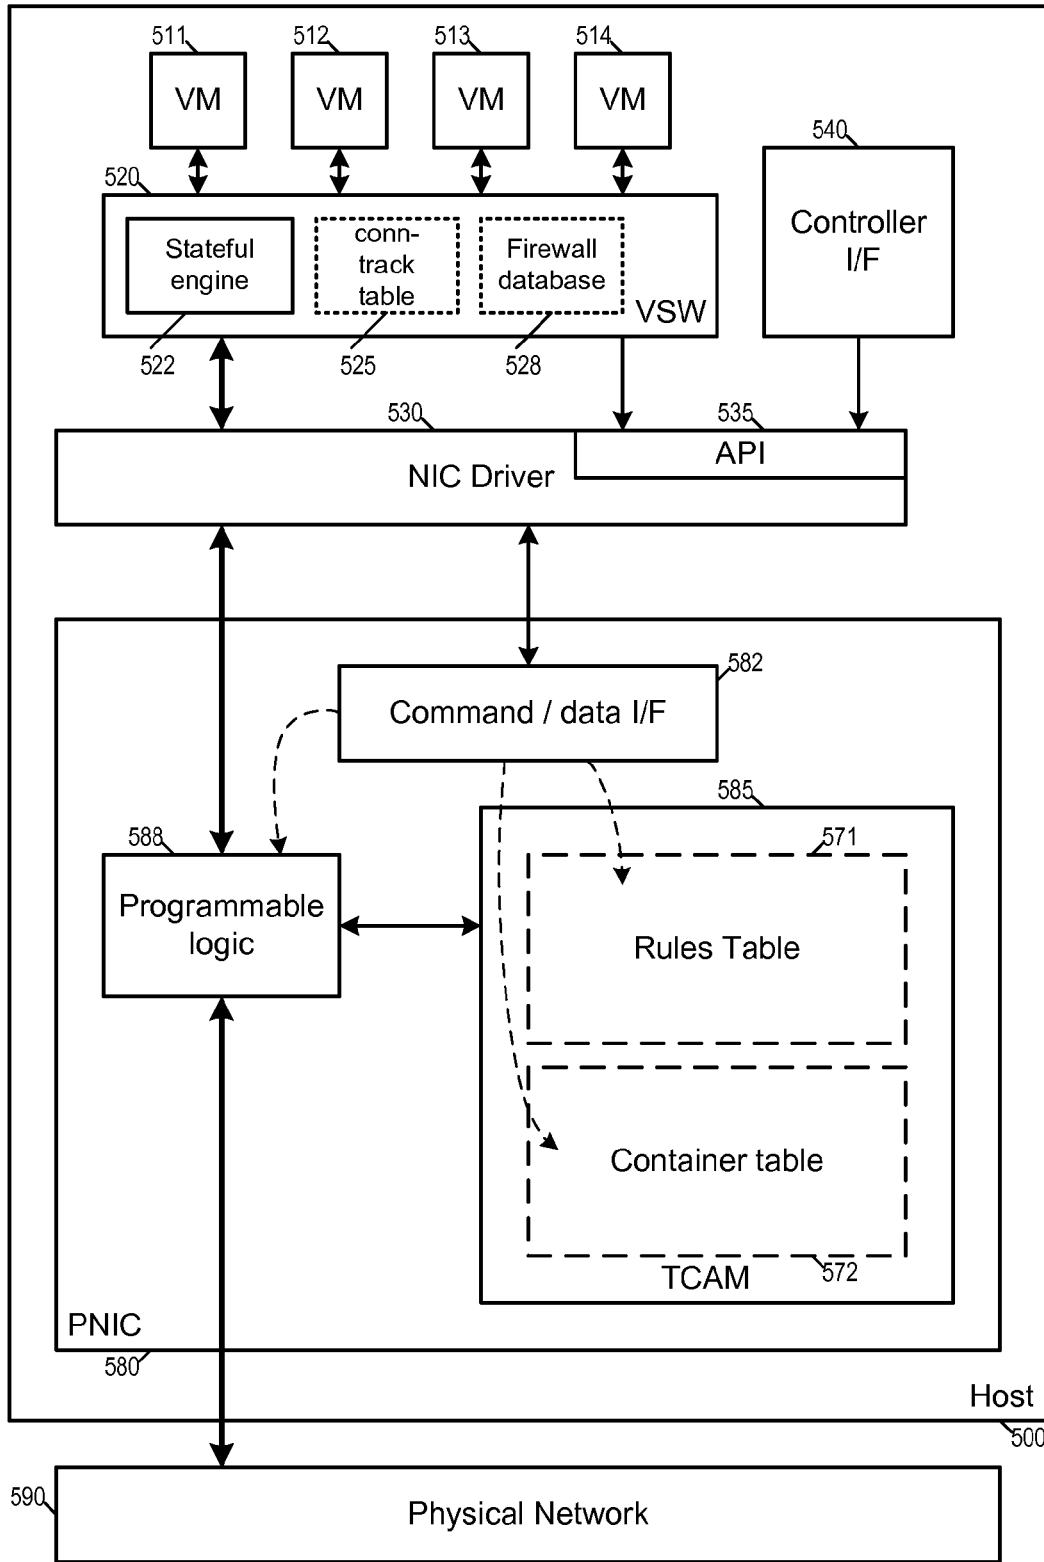 511
512
513
514
VM
VM
VM
VM
540
520
Controller
I/F
Stateful
engine
conn-
track
table
Firewall
database
VSW
522
525
528
530
535
API
NIC Driver
582
Command / data I/F
585
588
571
Programmable
logic
Rules Table
Container table
572
TCAM
PNIC
580
Host
500
590
Physical Network